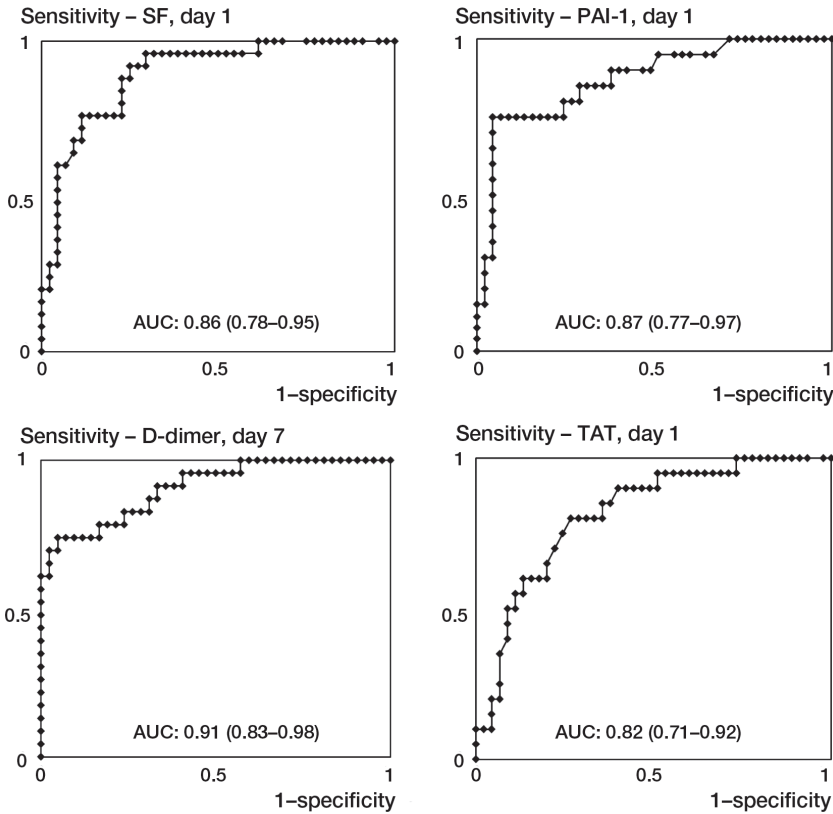 Sensitivity – SF, day 1
1
0.5
0
AUC: 0.86 (0.78–0.95)
0
0.5
1
1–specificity
Sensitivity – PAI-1, day 1
1
0.5
0
AUC: 0.87 (0.77–0.97)
0
0.5
1
1–specificity
Sensitivity – D-dimer, day 7
1
0.5
0
AUC: 0.91 (0.83–0.98)
0
0.5
1
1–specificity
Sensitivity – TAT, day 1
1
0.5
0
AUC: 0.82 (0.71–0.92)
0
0.5
1
1–specificity